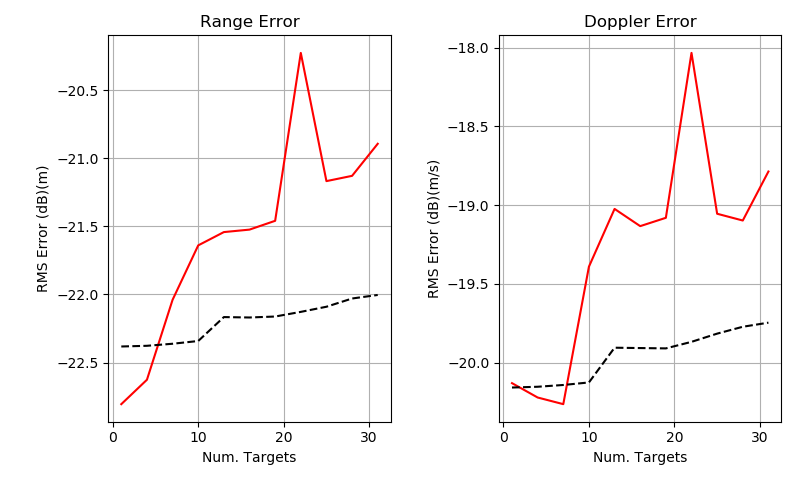 Range Error
RMS Error (dB)(m)
−20.5
−21.0
−21.5
−22.0
−22.5
0 10 20 30
Num. Targets
Doppler Error
RMS Error (dB)(m/s)
−18.0
−18.5
−19.0
−19.5
−20.0
0 10 20 30
Num. Targets